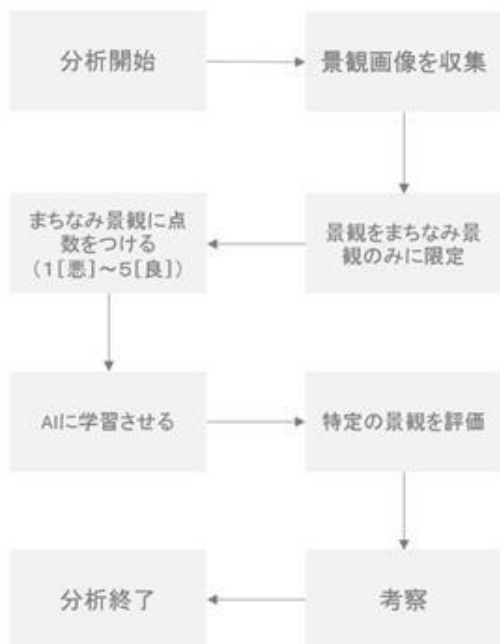 分析開始
景観画像を収集
景観をまちなみ景
観のみに限定
まちなみ景観に点
数をつける
（1［悪］～5［良］）
AIに学習させる
特定の景観を評価
考察
分析終了